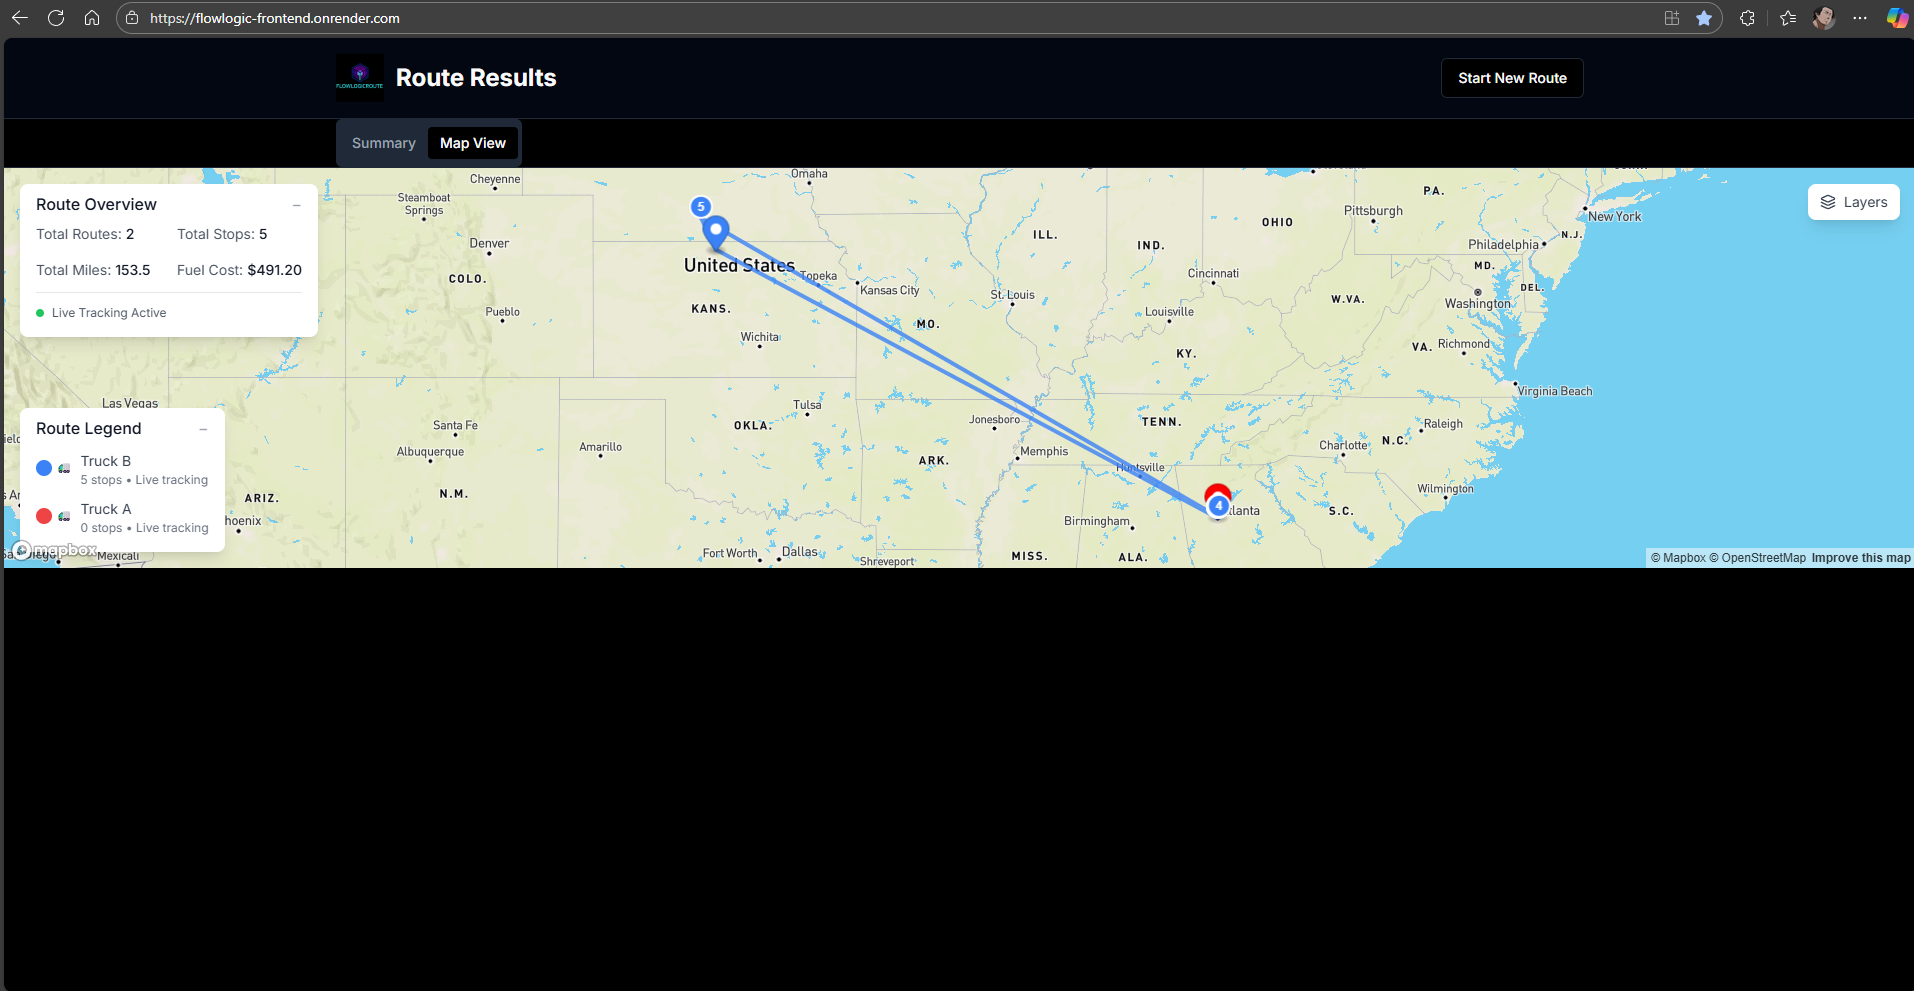 https://flowlogic-frontend.onrender.com
FLOWLOGICROUTE
Route Results
Start New Route
Summary
Map View
Route Overview
Total Routes: 2
Total Stops: 5
Total Miles: 153.5
Fuel Cost: $491.20
Live Tracking Active
Layers
Route Legend
Truck B
5 stops • Live tracking
Truck A
0 stops • Live tracking
Cheyenne
Omaha
Steamboat
Springs
5
Denver
United States
Topeka
Kansas City
COLO.
Pueblo
KANS.
Wichita
MO.
St. Louis
ILL.
IND.
OHIO
PA.
Pittsburgh
New York
N.J.
Philadelphia
MD.
DEL.
Washington
Cincinnati
W.VA.
Louisville
KY.
VA.
Richmond
Virginia Beach
Las Vegas
Santa Fe
Albuquerque
Amarillo
Tulsa
OKLA.
Jonesboro
Memphis
ARK.
TENN.
Huntsville
Charlotte
N.C.
Raleigh
Wilmington
S.C.
4
Birmingham
ARIZ.
N.M.
Fort Worth
Dallas
Shreveport
MISS.
ALA.
mapbox
Mexicali
© Mapbox © OpenStreetMap Improve this map